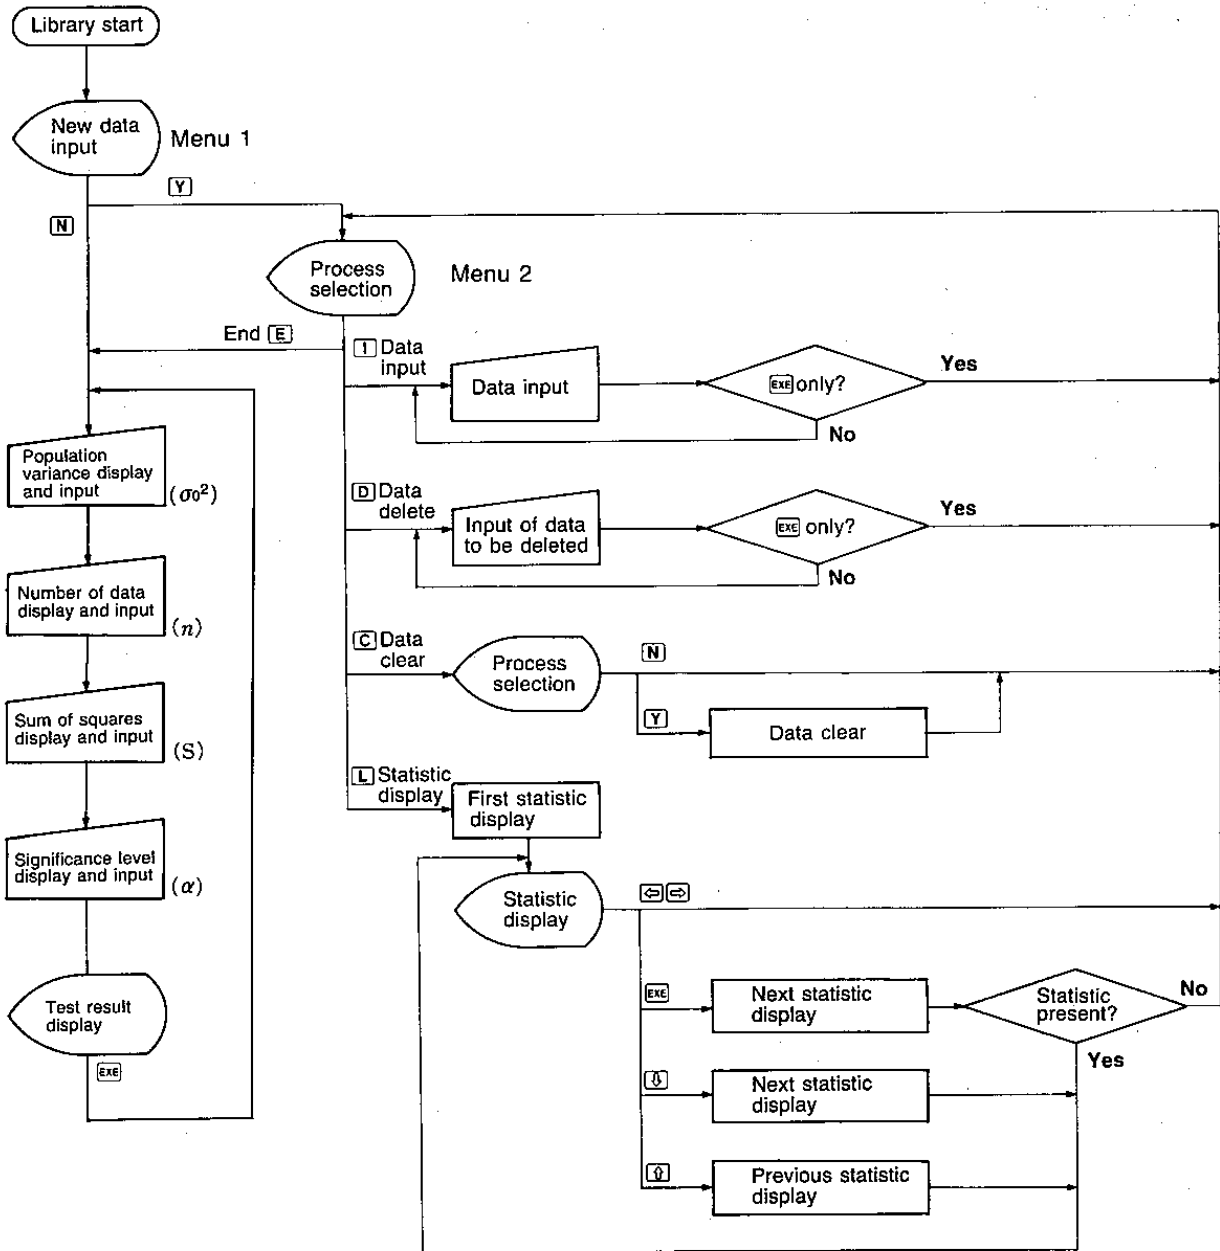 Library start
New data
input
Menu 1
Y
N
Process
selection
Menu 2
End E
I Data
input
Data input
EXE only?
Yes
No
Population
variance display
and input
(σ0²)
D Data
delete
Input of data
to be deleted
EXE only?
Yes
No
Number of data
display and input
(n)
C Data
clear
Process
selection
N
Y
Data clear
Sum of squares
display and input
(S)
L Statistic
display
First statistic
display
Significance level
display and input
(α)
Statistic
display
⇦ ⇨
EXE
Next statistic
display
Statistic
present?
No
Yes
Test result
display
EXE
⇩
Next statistic
display
⇧
Previous statistic
display